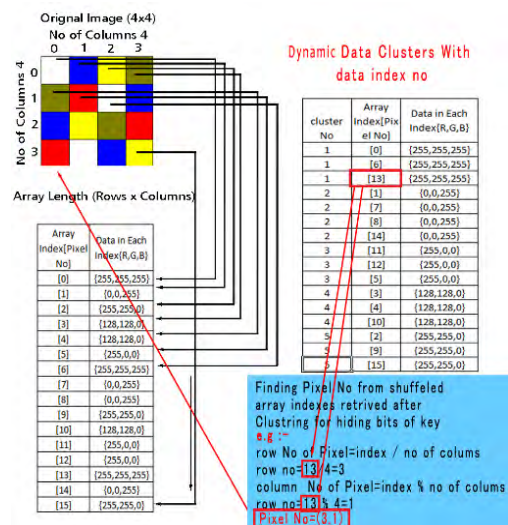 Orignal Image (4x4)
No of Columns 4
0 1 2 3
No of Columns 4
0
1
2
3
Array Length (Rows x Columns)
Array Index[Pixel No] Data in Each Index{R,G,B}
[0] {255,255,255}
[1] {0,0,255}
[2] {255,255,0}
[3] {128,128,0}
[4] {128,128,0}
[5] {255,0,0}
[6] {255,255,255}
[7] {0,0,255}
[8] {0,0,255}
[9] {255,255,0}
[10] {128,128,0}
[11] {255,0,0}
[12] {255,0,0}
[13] {255,255,255}
[14] {0,0,255}
[15] {255,255,0}
Dynamic Data Clusters With
data index no
cluster No Array Index[Pixel No] Data in Each Index{R,G,B}
1 [0] {255,255,255}
1 [6] {255,255,255}
1 [13] {255,255,255}
2 [1] {0,0,255}
2 [7] {0,0,255}
2 [8] {0,0,255}
2 [14] {0,0,255}
3 [11] {255,0,0}
3 [12] {255,0,0}
3 [5] {255,0,0}
4 [3] {128,128,0}
4 [4] {128,128,0}
4 [10] {128,128,0}
5 [2] {255,255,0}
5 [9] {255,255,0}
5 [15] {255,255,0}
Finding Pixel No from shuffeled
array indexes retrived after
Clustring for hiding bits of key
e.g :-
row No of Pixel=index / no of colums
row no=13/4=3
column No of Pixel=index % no of colums
row no=13 % 4=1
Pixel No=(3,1)